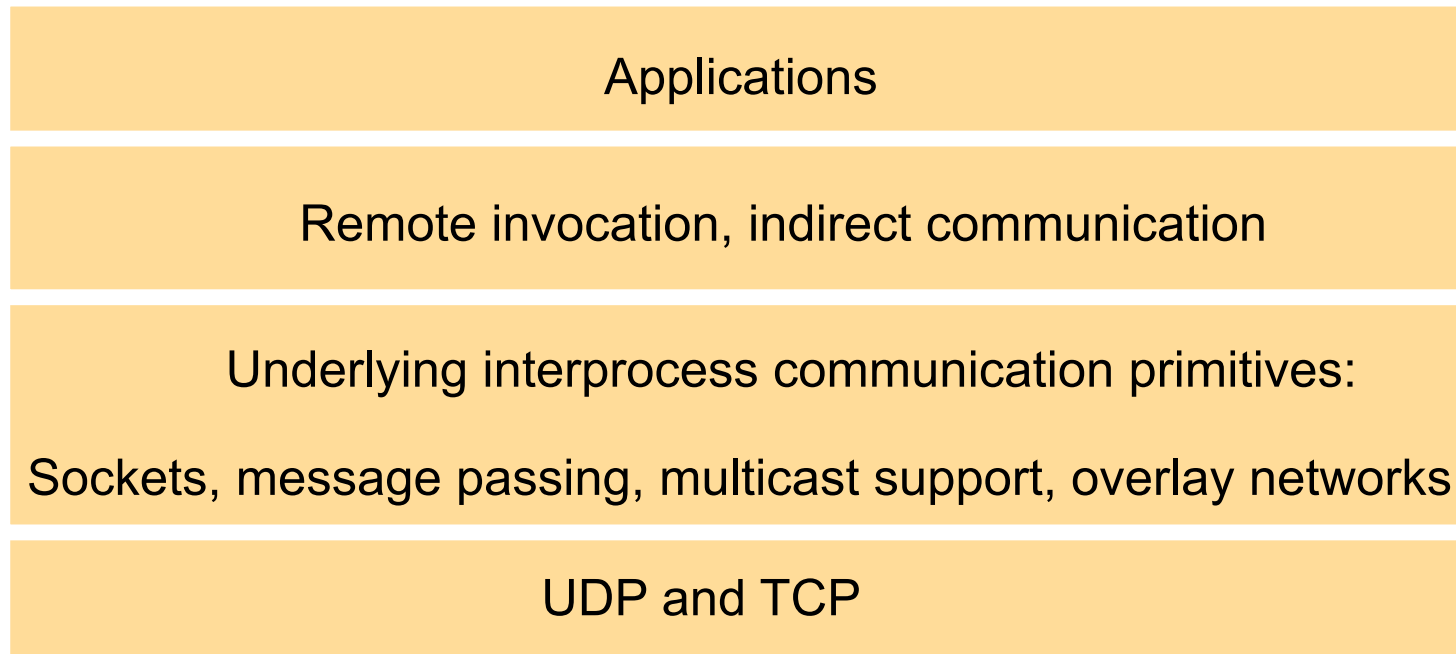 Applications
Remote invocation, indirect communication
Underlying interprocess communication primitives:
Sockets, message passing, multicast support, overlay networks
UDP and TCP